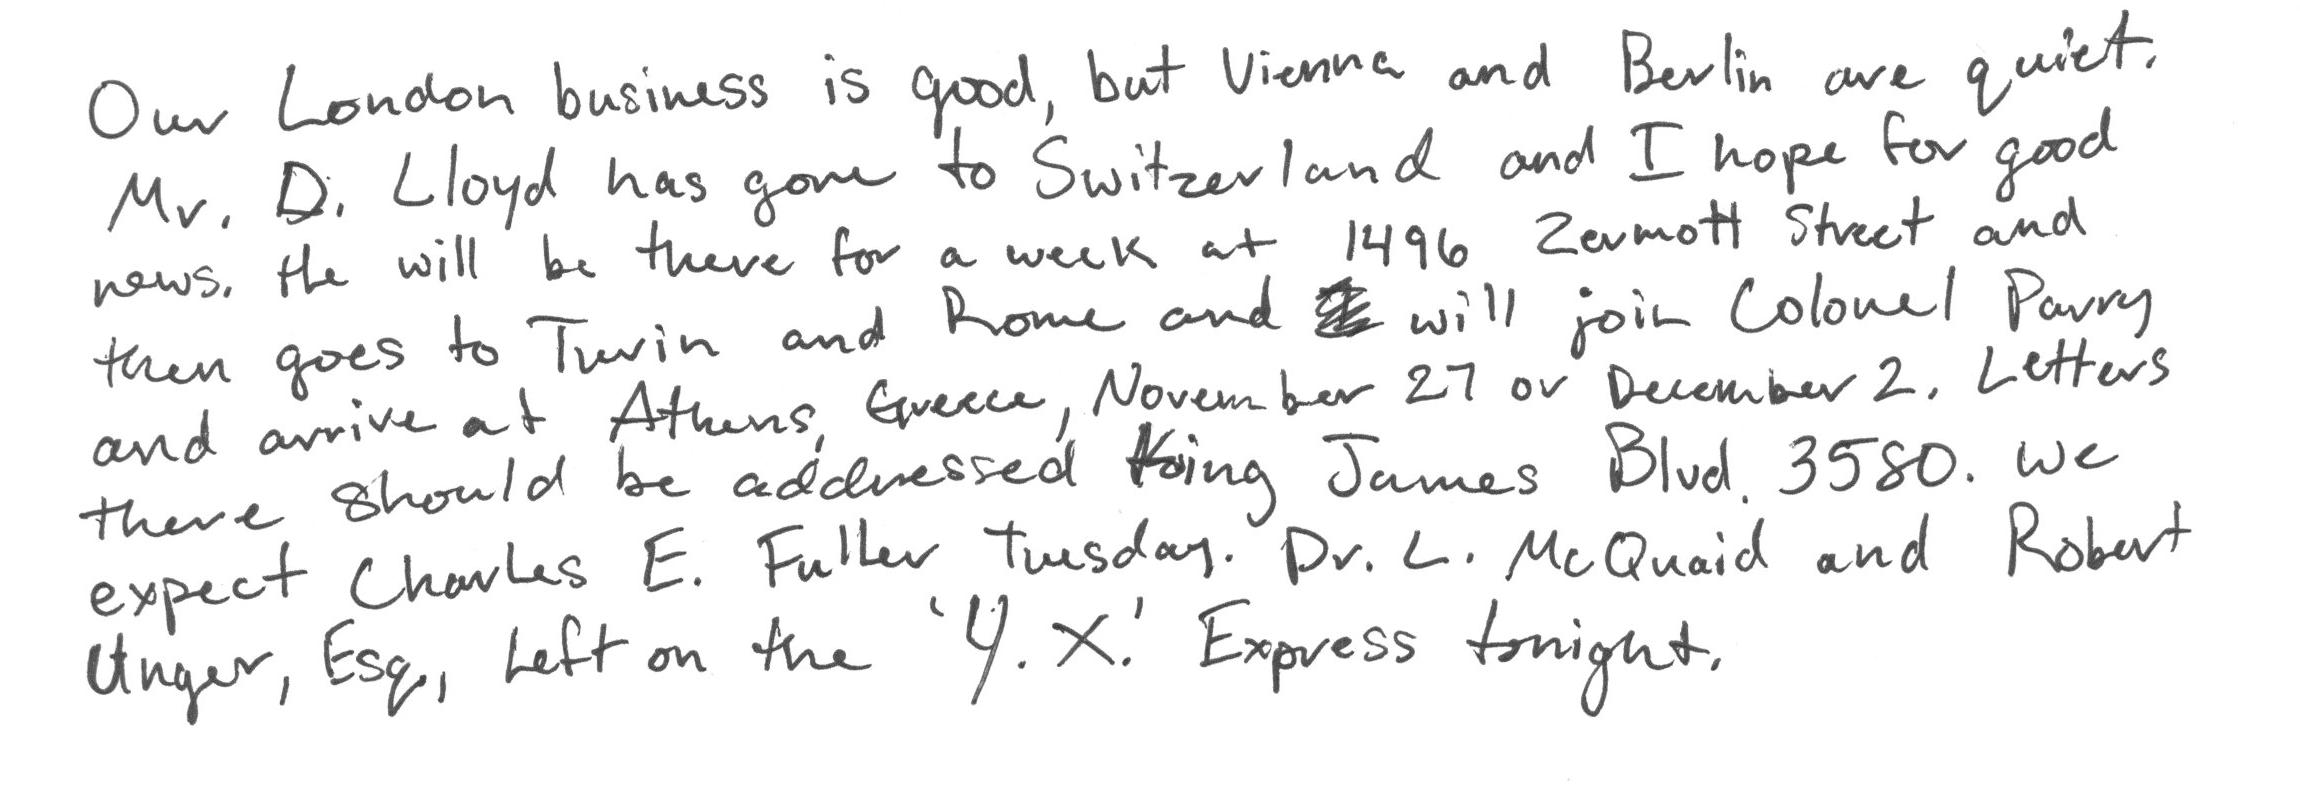 Our London business is good, but Vienna and Berlin are quiet.
Mr. D. Lloyd has gone to Switzerland and I hope for good
news. He will be there for a week at 1496 Zermott Street and
then goes to Turin and Rome and will join Colonel Parry
and arrive at Athens, Greece, November 27 or December 2. Letters
there should be addressed King James Blvd. 3580. We
expect Charles E. Fuller Tuesday. Dr. L. McQuaid and Robert
Unger, Esq., left on the 'Y. X.' Express tonight.